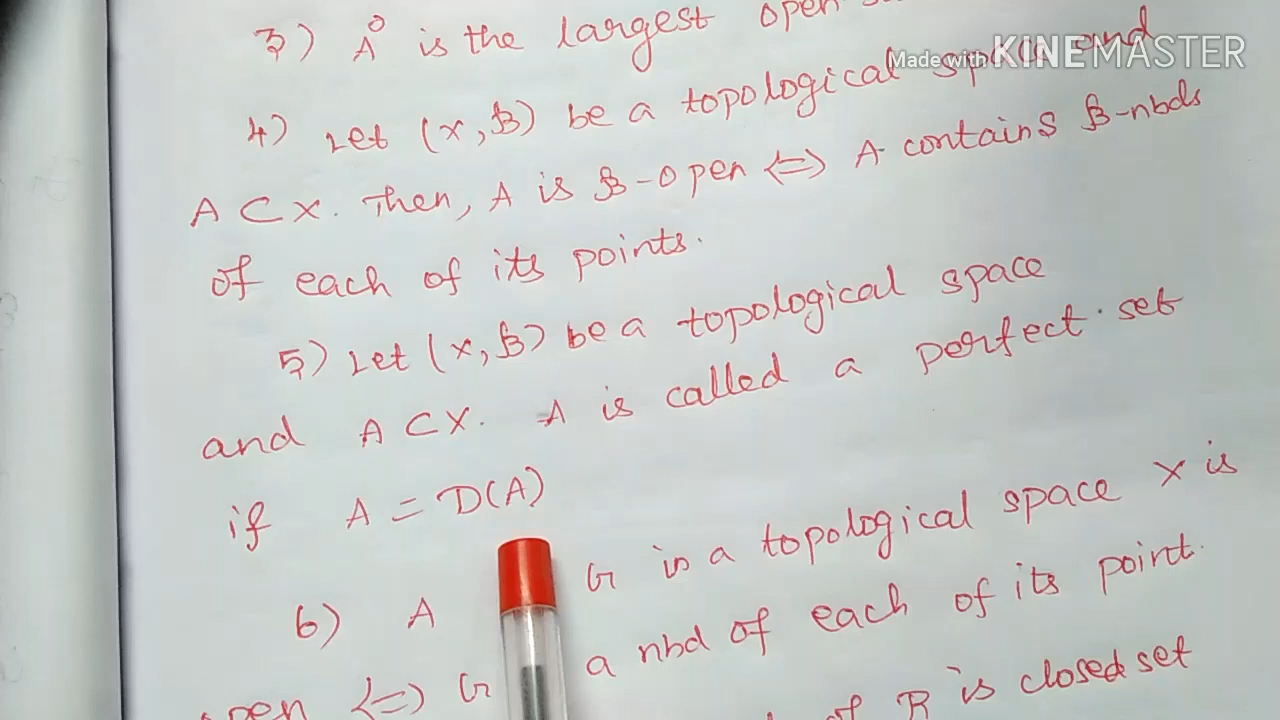 3) A° is the largest open
Made with KINEMASTER
4) Let (X, 𝔅) be a topological space and
A ⊂ X. Then, A is 𝔅-open ⇔ A contains 𝔅-nbds
of each of its points.
5) Let (X, 𝔅) be a topological space
and A ⊂ X. A is called a perfect set
if A = D(A)
6) A G in a topological space X is
⇔ G a nbd of each of its point.
of R is closed set